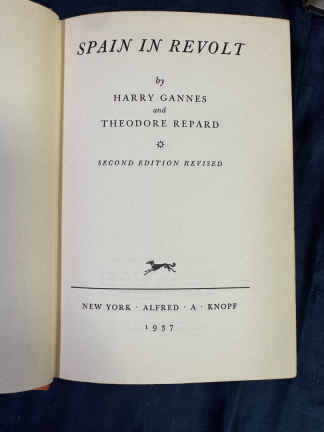 SPAIN IN REVOLT
by
HARRY GANNES
and
THEODORE REPARD
SECOND EDITION REVISED
NEW YORK · ALFRED · A · KNOPF
1937